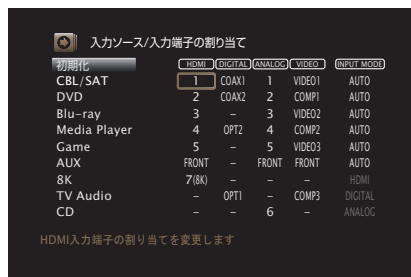 入力ソース/入力端子の割り当て
初期化 HDMI DIGITAL ANALOG VIDEO INPUT MODE
CBL/SAT 1 COAX1 1 VIDEO1 AUTO
DVD 2 COAX2 2 COMP1 AUTO
Blu-ray 3 – 3 VIDEO2 AUTO
Media Player 4 OPT2 4 COMP2 AUTO
Game 5 – 5 VIDEO3 AUTO
AUX FRONT – FRONT FRONT AUTO
8K 7(8K) – – – HDMI
TV Audio – OPT1 – COMP3 DIGITAL
CD – – 6 – ANALOG
HDMI入力端子の割り当てを変更します